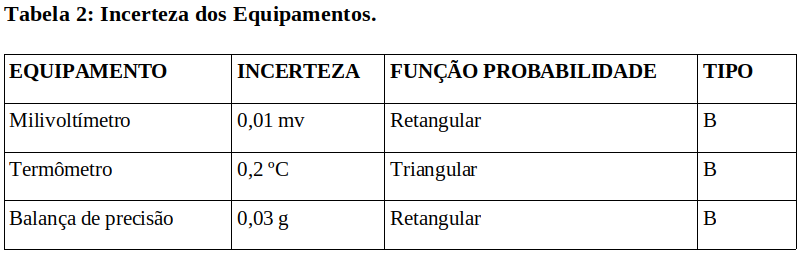 Tabela 2: Incerteza dos Equipamentos.
EQUIPAMENTO INCERTEZA FUNÇÃO PROBABILIDADE TIPO
Milivoltímetro 0,01 mv Retangular B
Termômetro 0,2 ºC Triangular B
Balança de precisão 0,03 g Retangular B